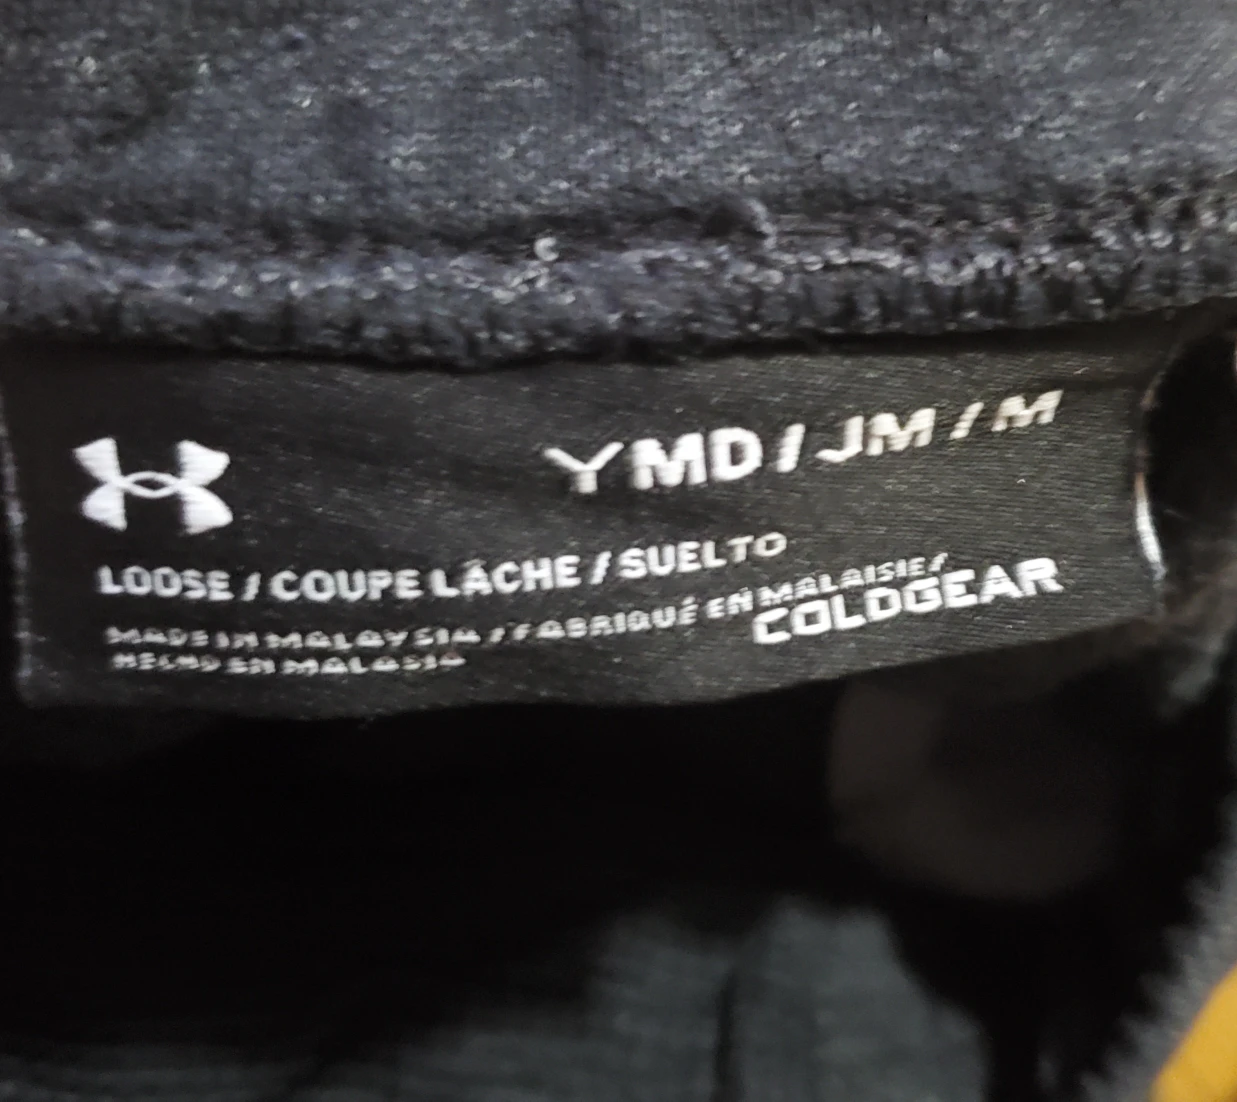 YMD / JM / M
LOOSE / COUPE LÂCHE / SUELTO
MADE IN MALAYSIA / FABRIQUÉ EN MALAISIE /
HECHO EN MALASIA
COLDGEAR